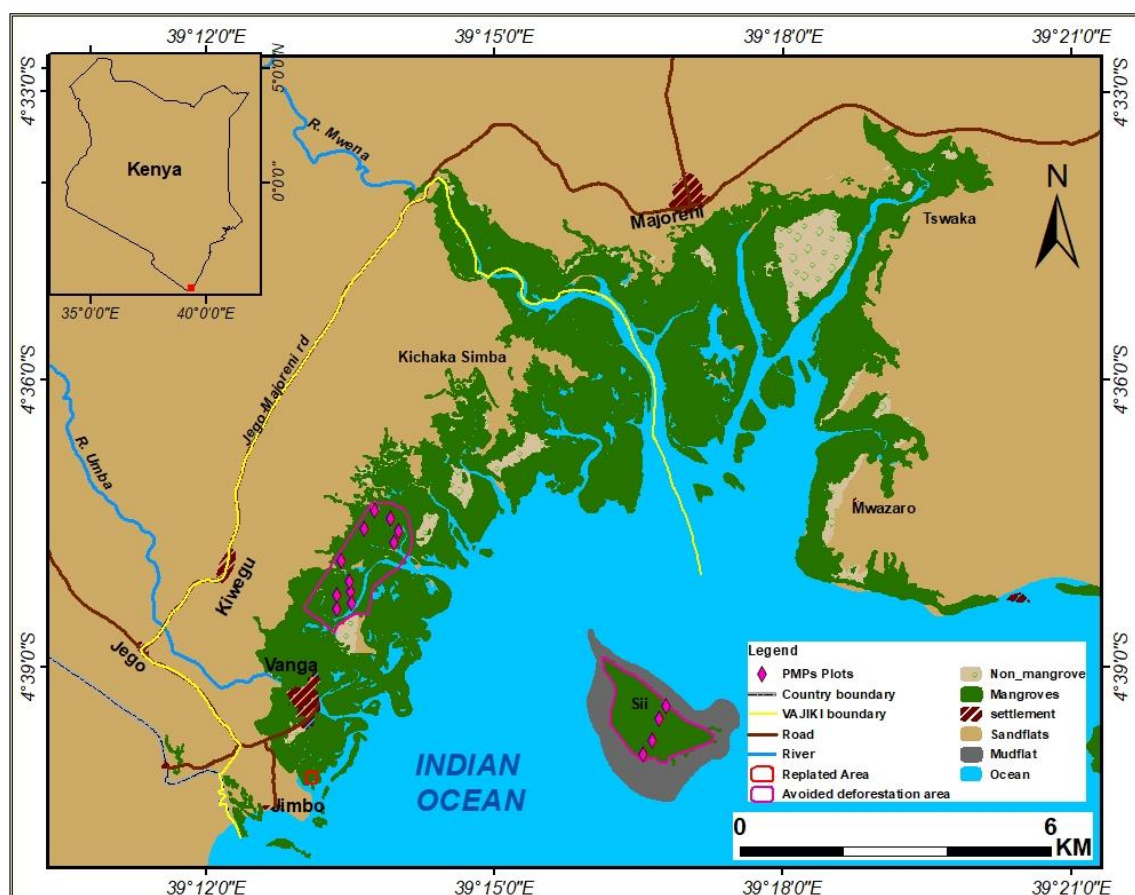 39°12'0"E
39°15'0"E
39°18'0"E
39°21'0"E
4°33'0"S
4°33'0"S
5°0'0"N
0°0'0"
Kenya
35°0'0"E
40°0'0"E
R. Mwena
N
Majoreni
Tswaka
Kichaka Simba
4°36'0"S
4°36'0"S
Jego-Majoreni rd
R. Umba
Mwazaro
Kiwegu
Jego
Vanga
4°39'0"S
4°39'0"S
Sii
INDIAN
OCEAN
Jimbo
Legend
PMPs Plots
Country boundary
VAJIKI boundary
Road
River
Replated Area
Avoided deforestation area
Non_mangrove
Mangroves
settlement
Sandflats
Mudflat
Ocean
0 6
KM
39°12'0"E
39°15'0"E
39°18'0"E
39°21'0"E